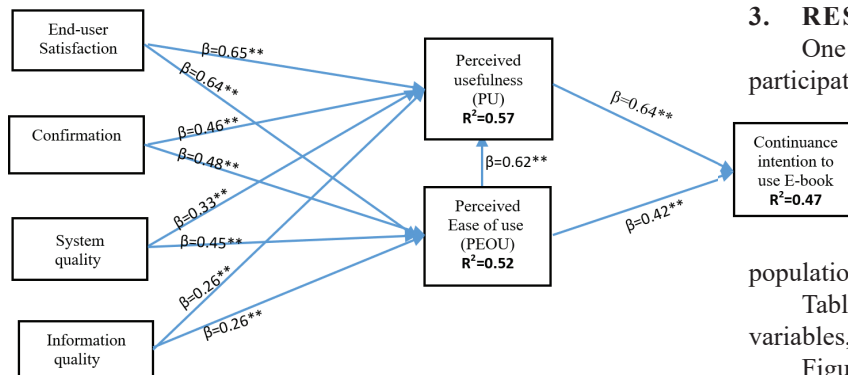 End-user
Satisfaction
Confirmation
System
quality
Information
quality
β=0.65**
β=0.64**
β=0.46**
β=0.48**
β=0.33**
β=0.45**
β=0.26**
β=0.26**
Perceived
usefulness
(PU)
R²=0.57
β=0.62**
Perceived
Ease of use
(PEOU)
R²=0.52
β=0.64**
β=0.42**
Continuance
intention to
use E-book
R²=0.47
3. RES
One
participat
population
Tabl
variables,
Figu